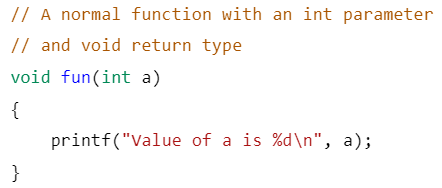 // A normal function with an int parameter
// and void return type
void fun(int a)
{
    printf("Value of a is %d\n", a);
}